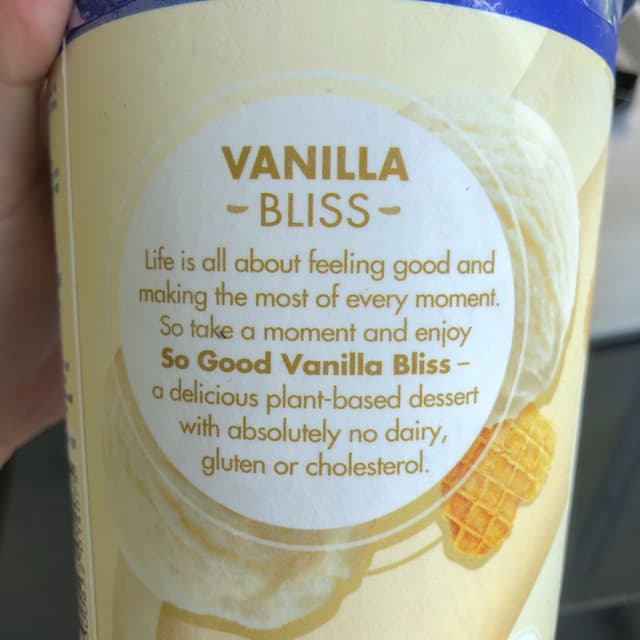 VANILLA
BLISS
Life is all about feeling good and
making the most of every moment.
So take a moment and enjoy
So Good Vanilla Bliss –
a delicious plant-based dessert
with absolutely no dairy,
gluten or cholesterol.